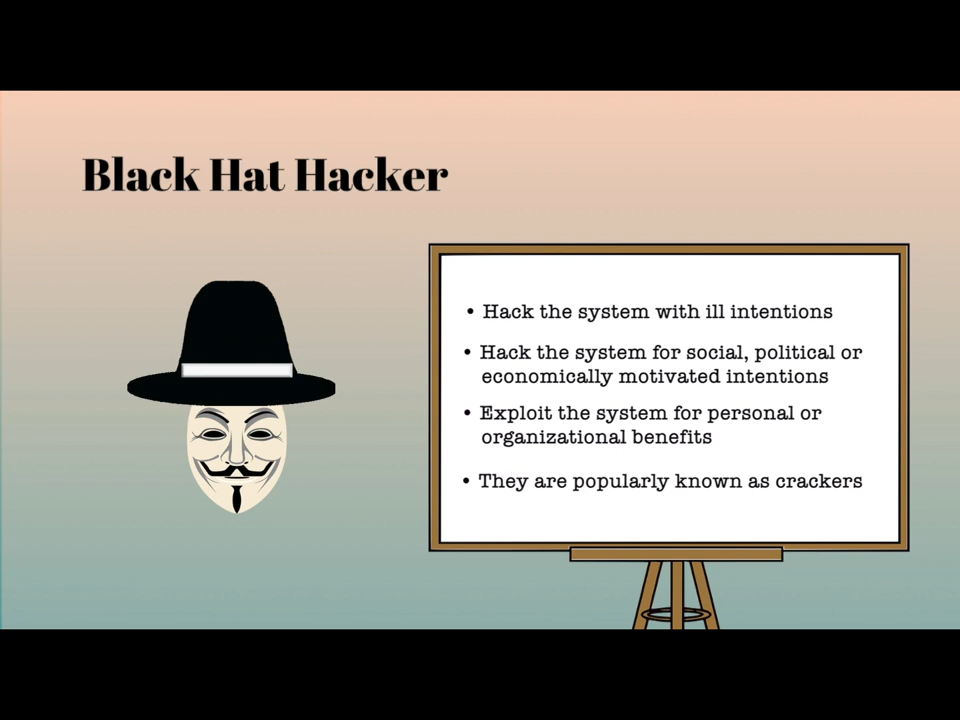 Black Hat Hacker
• Hack the system with ill intentions
• Hack the system for social, political or
economically motivated intentions
• Exploit the system for personal or
organizational benefits
• They are popularly known as crackers